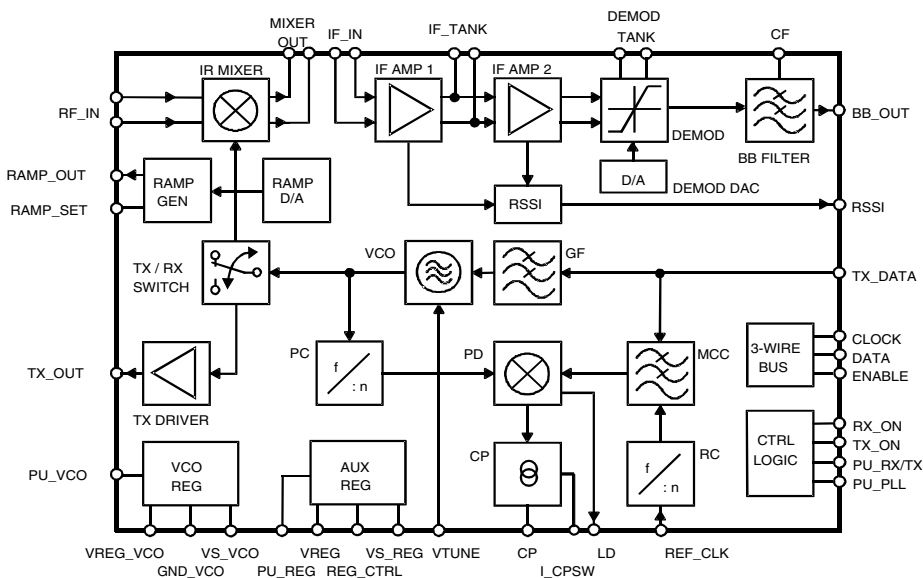 MIXER
OUT
IF_IN
IF_TANK
DEMOD
TANK
CF
IR MIXER
IF AMP 1
IF AMP 2
RF_IN
DEMOD
BB FILTER
BB_OUT
RAMP_OUT
RAMP_SET
RAMP
GEN
RAMP
D/A
D/A
DEMOD DAC
RSSI
RSSI
TX / RX
SWITCH
VCO
GF
TX_DATA
PC
f
: n
PD
MCC
3-WIRE
BUS
CLOCK
DATA
ENABLE
TX_OUT
TX DRIVER
CP
f
: n
RC
CTRL
LOGIC
RX_ON
TX_ON
PU_RX/TX
PU_PLL
PU_VCO
VCO
REG
AUX
REG
VREG_VCO
GND_VCO
VS_VCO
PU_REG
VREG
REG_CTRL
VS_REG
VTUNE
CP
I_CPSW
LD
REF_CLK